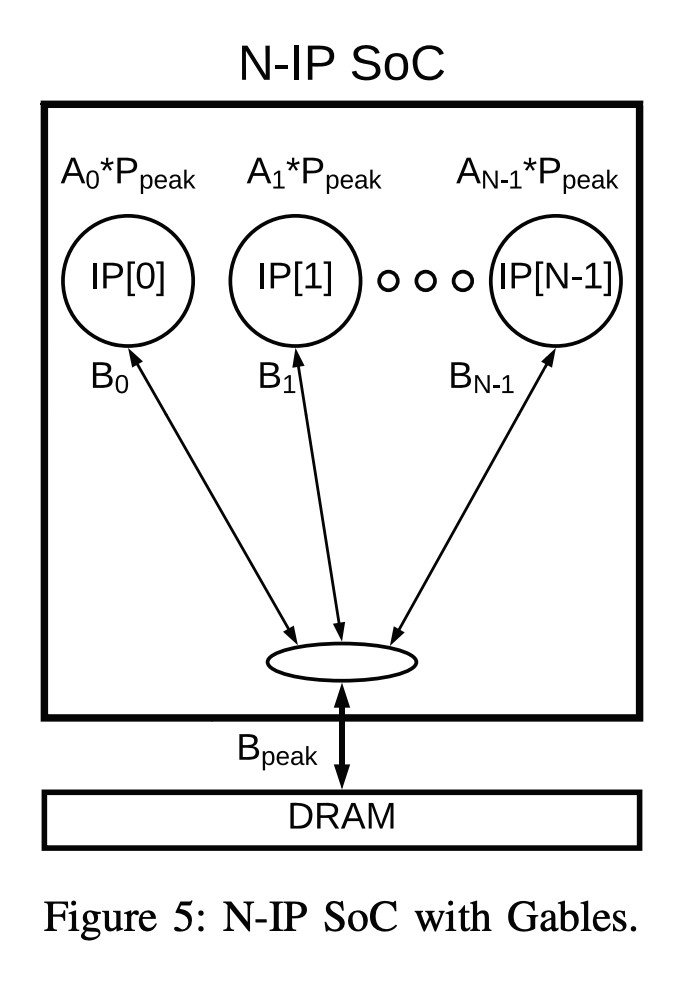 N-IP SoC
A0*Ppeak A1*Ppeak AN-1*Ppeak
IP[0] IP[1] IP[N-1]
B0 B1 BN-1
Bpeak
DRAM
Figure 5: N-IP SoC with Gables.